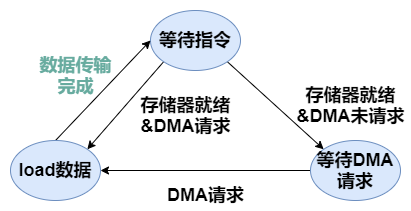 等待指令
数据传输
完成
存储器就绪
&DMA请求
存储器就绪
&DMA未请求
load数据
等待DMA
请求
DMA请求